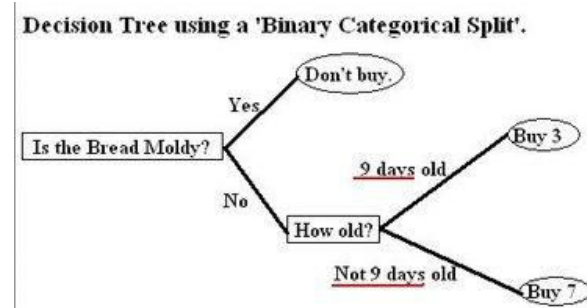 Decision Tree using a 'Binary Categorical Split'.
Don't buy.
Yes
Is the Bread Moldy?
Buy 3
9 days old
No
How old?
Not 9 days old
Buy 7